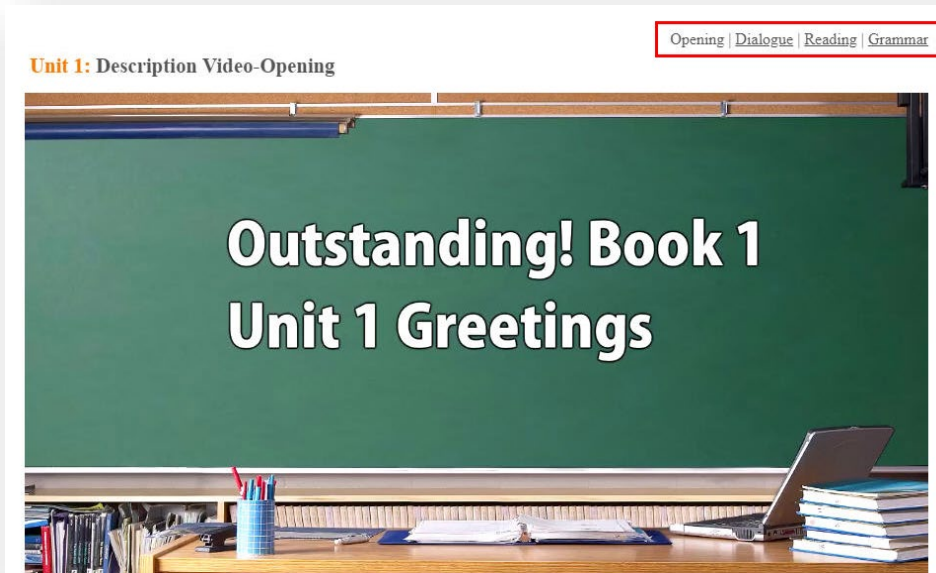 Opening | Dialogue | Reading | Grammar
Unit 1: Description Video-Opening
Outstanding! Book 1
Unit 1 Greetings